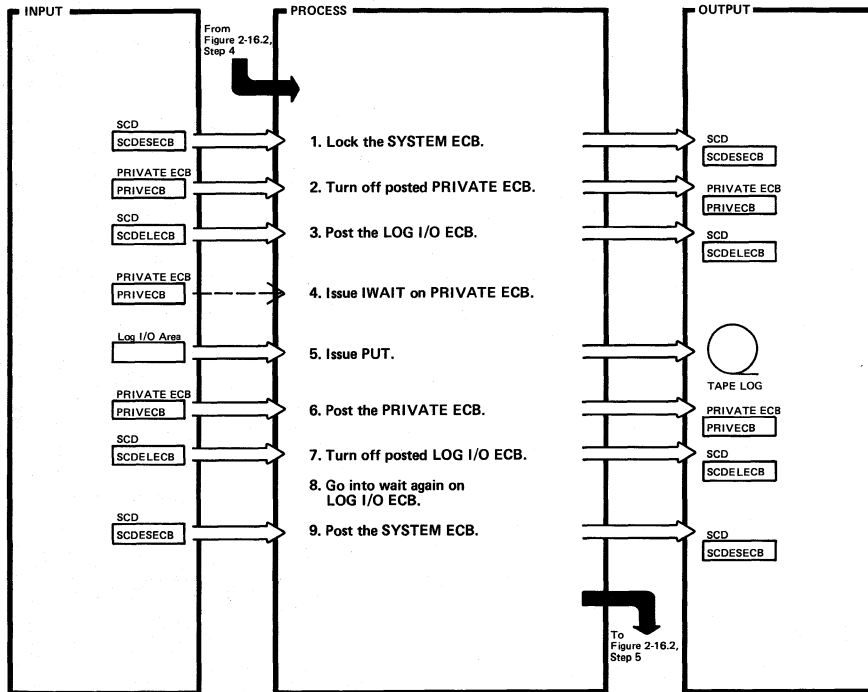 INPUT
PROCESS
OUTPUT
From
Figure 2-16.2,
Step 4
SCD
SCDESECB
1. Lock the SYSTEM ECB.
SCD
SCDESECB
PRIVATE ECB
PRIVECB
2. Turn off posted PRIVATE ECB.
PRIVATE ECB
PRIVECB
SCD
SCDELECB
3. Post the LOG I/O ECB.
SCD
SCDELECB
PRIVATE ECB
PRIVECB
4. Issue IWAIT on PRIVATE ECB.
Log I/O Area
5. Issue PUT.
TAPE LOG
PRIVATE ECB
PRIVECB
6. Post the PRIVATE ECB.
PRIVATE ECB
PRIVECB
SCD
SCDELECB
7. Turn off posted LOG I/O ECB.
SCD
SCDELECB
8. Go into wait again on
LOG I/O ECB.
SCD
SCDESECB
9. Post the SYSTEM ECB.
SCD
SCDESECB
To
Figure 2-16.2,
Step 5